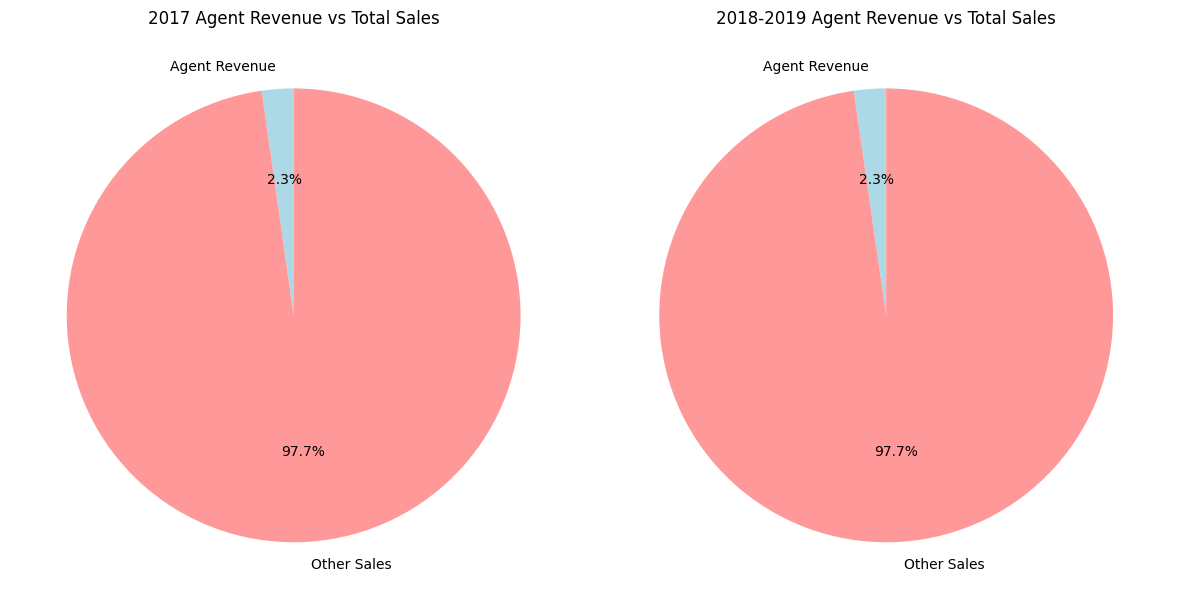 2017 Agent Revenue vs Total Sales
Agent Revenue
2.3%
97.7%
Other Sales
2018-2019 Agent Revenue vs Total Sales
Agent Revenue
2.3%
97.7%
Other Sales